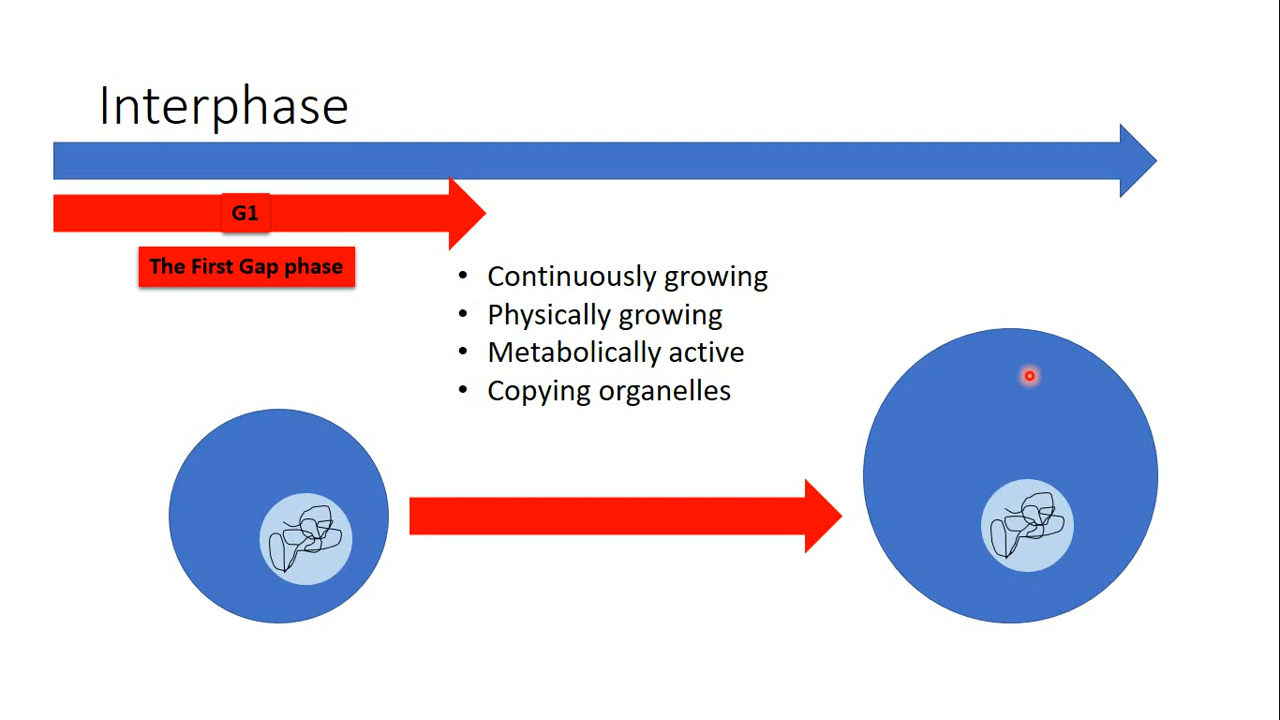 Interphase
G1
The First Gap phase
• Continuously growing
• Physically growing
• Metabolically active
• Copying organelles